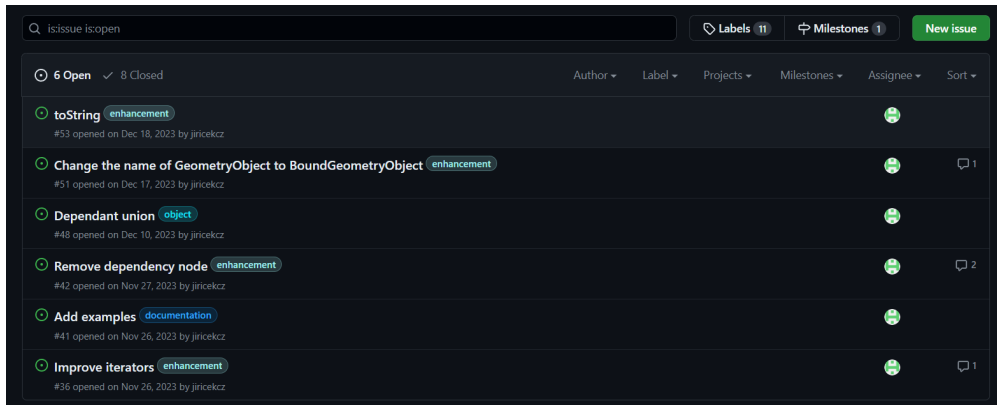 is:issue is:open
Labels 11
Milestones 1
New issue
6 Open 8 Closed
Author Label Projects Milestones Assignee Sort
toString enhancement
#53 opened on Dec 18, 2023 by jiricekcz
Change the name of GeometryObject to BoundGeometryObject enhancement 1
#51 opened on Dec 17, 2023 by jiricekcz
Dependant union object
#48 opened on Dec 10, 2023 by jiricekcz
Remove dependency node enhancement 2
#42 opened on Nov 27, 2023 by jiricekcz
Add examples documentation
#41 opened on Nov 26, 2023 by jiricekcz
Improve iterators enhancement 1
#36 opened on Nov 26, 2023 by jiricekcz